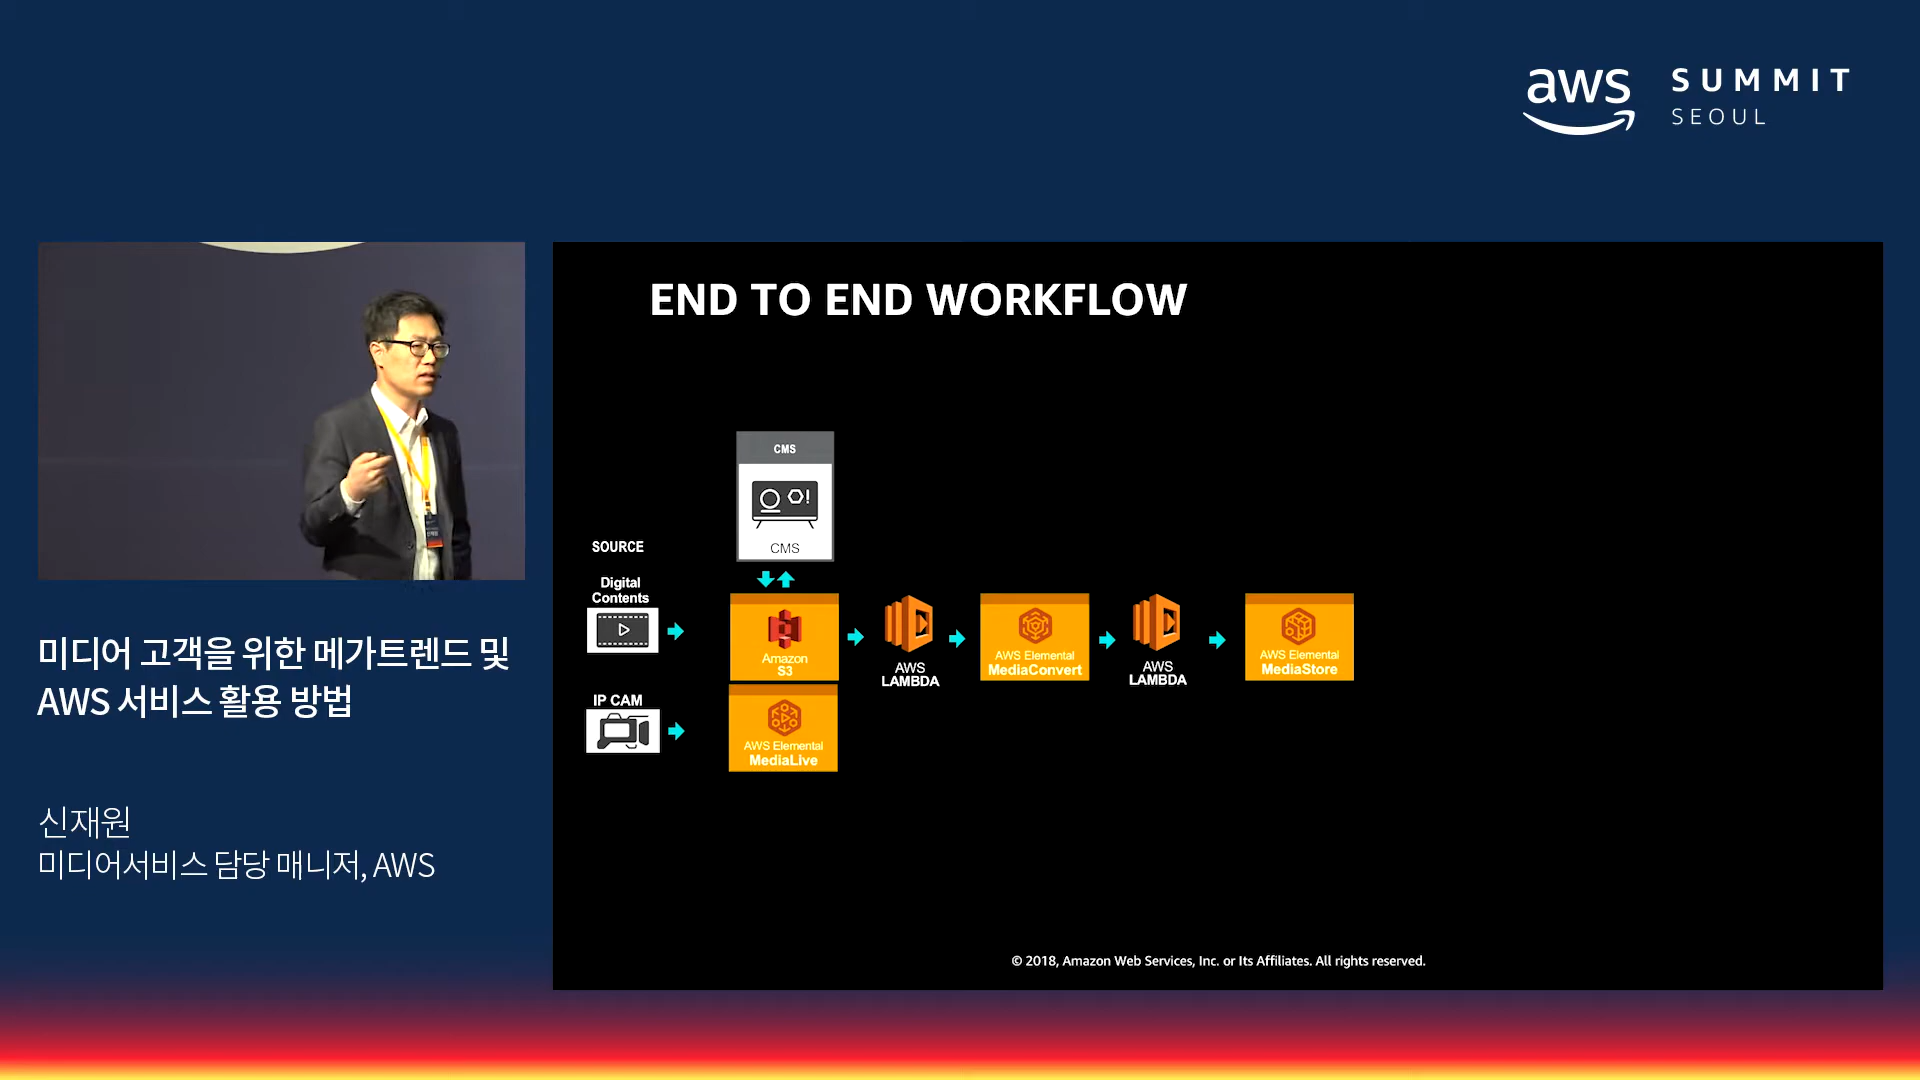 aws
SUMMIT
SEOUL
END TO END WORKFLOW
CMS
CMS
SOURCE
Digital
Contents
IP CAM
Amazon
S3
AWS Elemental
MediaLive
AWS
LAMBDA
AWS Elemental
MediaConvert
AWS
LAMBDA
AWS Elemental
MediaStore
미디어 고객을 위한 메가트렌드 및
AWS 서비스 활용 방법
신재원
미디어서비스 담당 매니저, AWS
© 2018, Amazon Web Services, Inc. or Its Affiliates. All rights reserved.